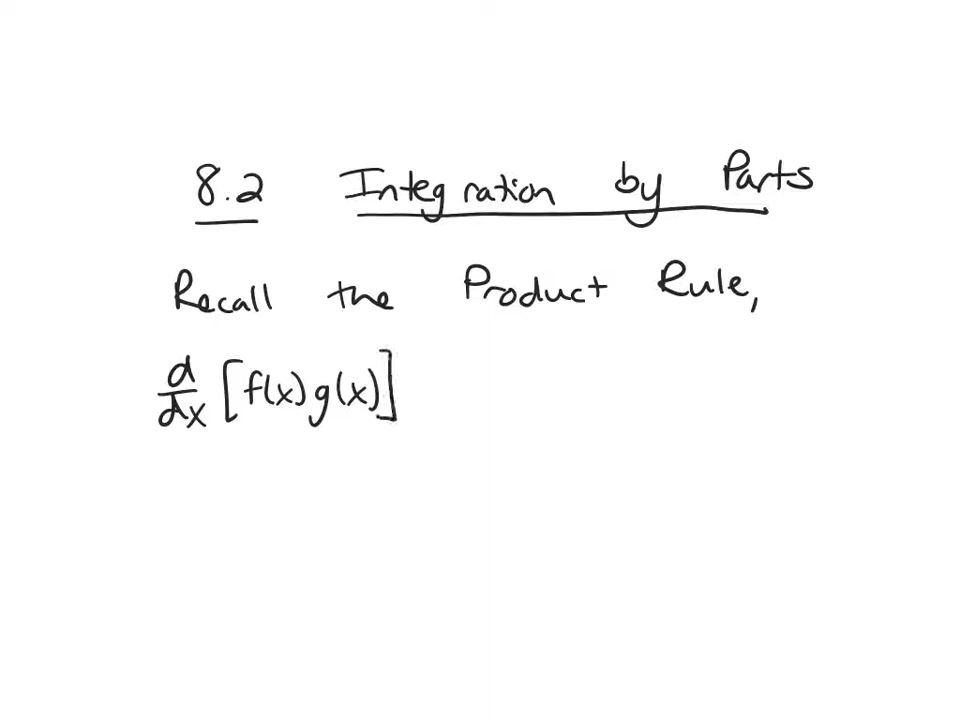 8.2 Integration by Parts
Recall the Product Rule,
d/dx [f(x)g(x)]